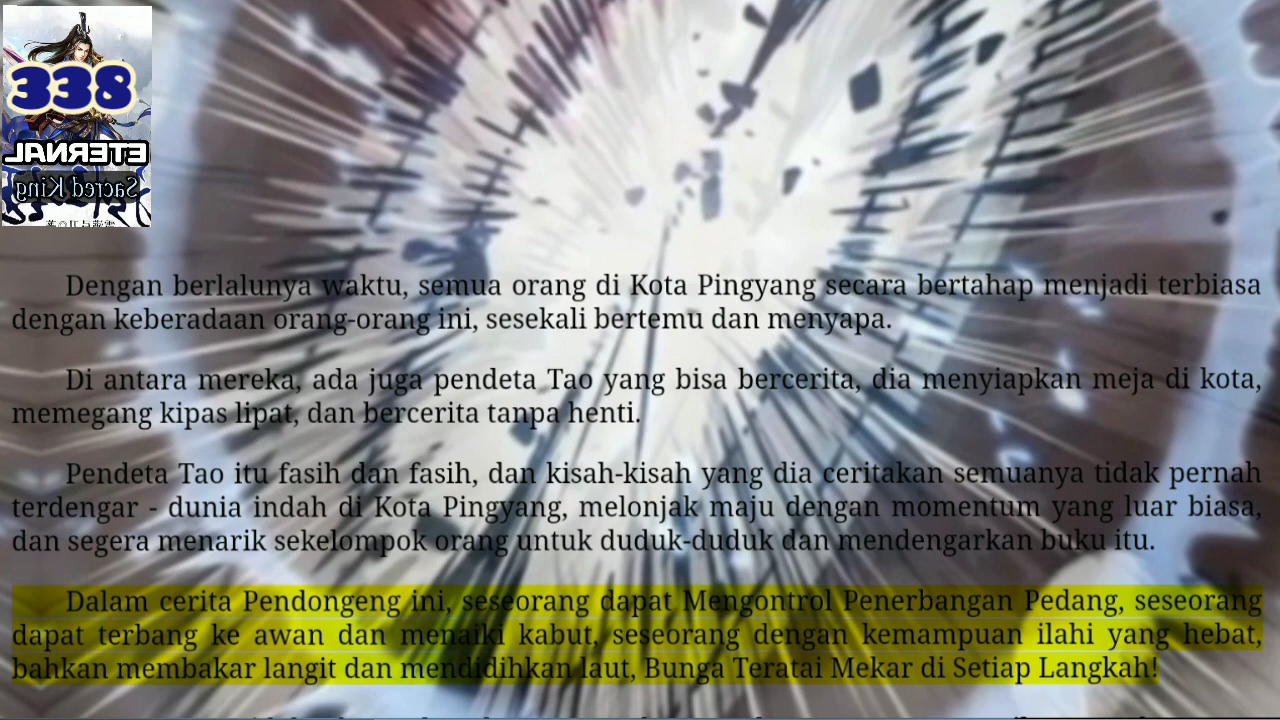 338
ETERNAL
Sacred King
Dengan berlalunya waktu, semua orang di Kota Pingyang secara bertahap menjadi terbiasa
dengan keberadaan orang-orang ini, sesekali bertemu dan menyapa.
Di antara mereka, ada juga pendeta Tao yang bisa bercerita, dia menyiapkan meja di kota,
memegang kipas lipat, dan bercerita tanpa henti.
Pendeta Tao itu fasih dan fasih, dan kisah-kisah yang dia ceritakan semuanya tidak pernah
terdengar - dunia indah di Kota Pingyang, melonjak maju dengan momentum yang luar biasa,
dan segera menarik sekelompok orang untuk duduk-duduk dan mendengarkan buku itu.
Dalam cerita Pendongeng ini, seseorang dapat Mengontrol Penerbangan Pedang, seseorang
dapat terbang ke awan dan menaiki kabut, seseorang dengan kemampuan ilahi yang hebat,
bahkan membakar langit dan mendidihkan laut, Bunga Teratai Mekar di Setiap Langkah!